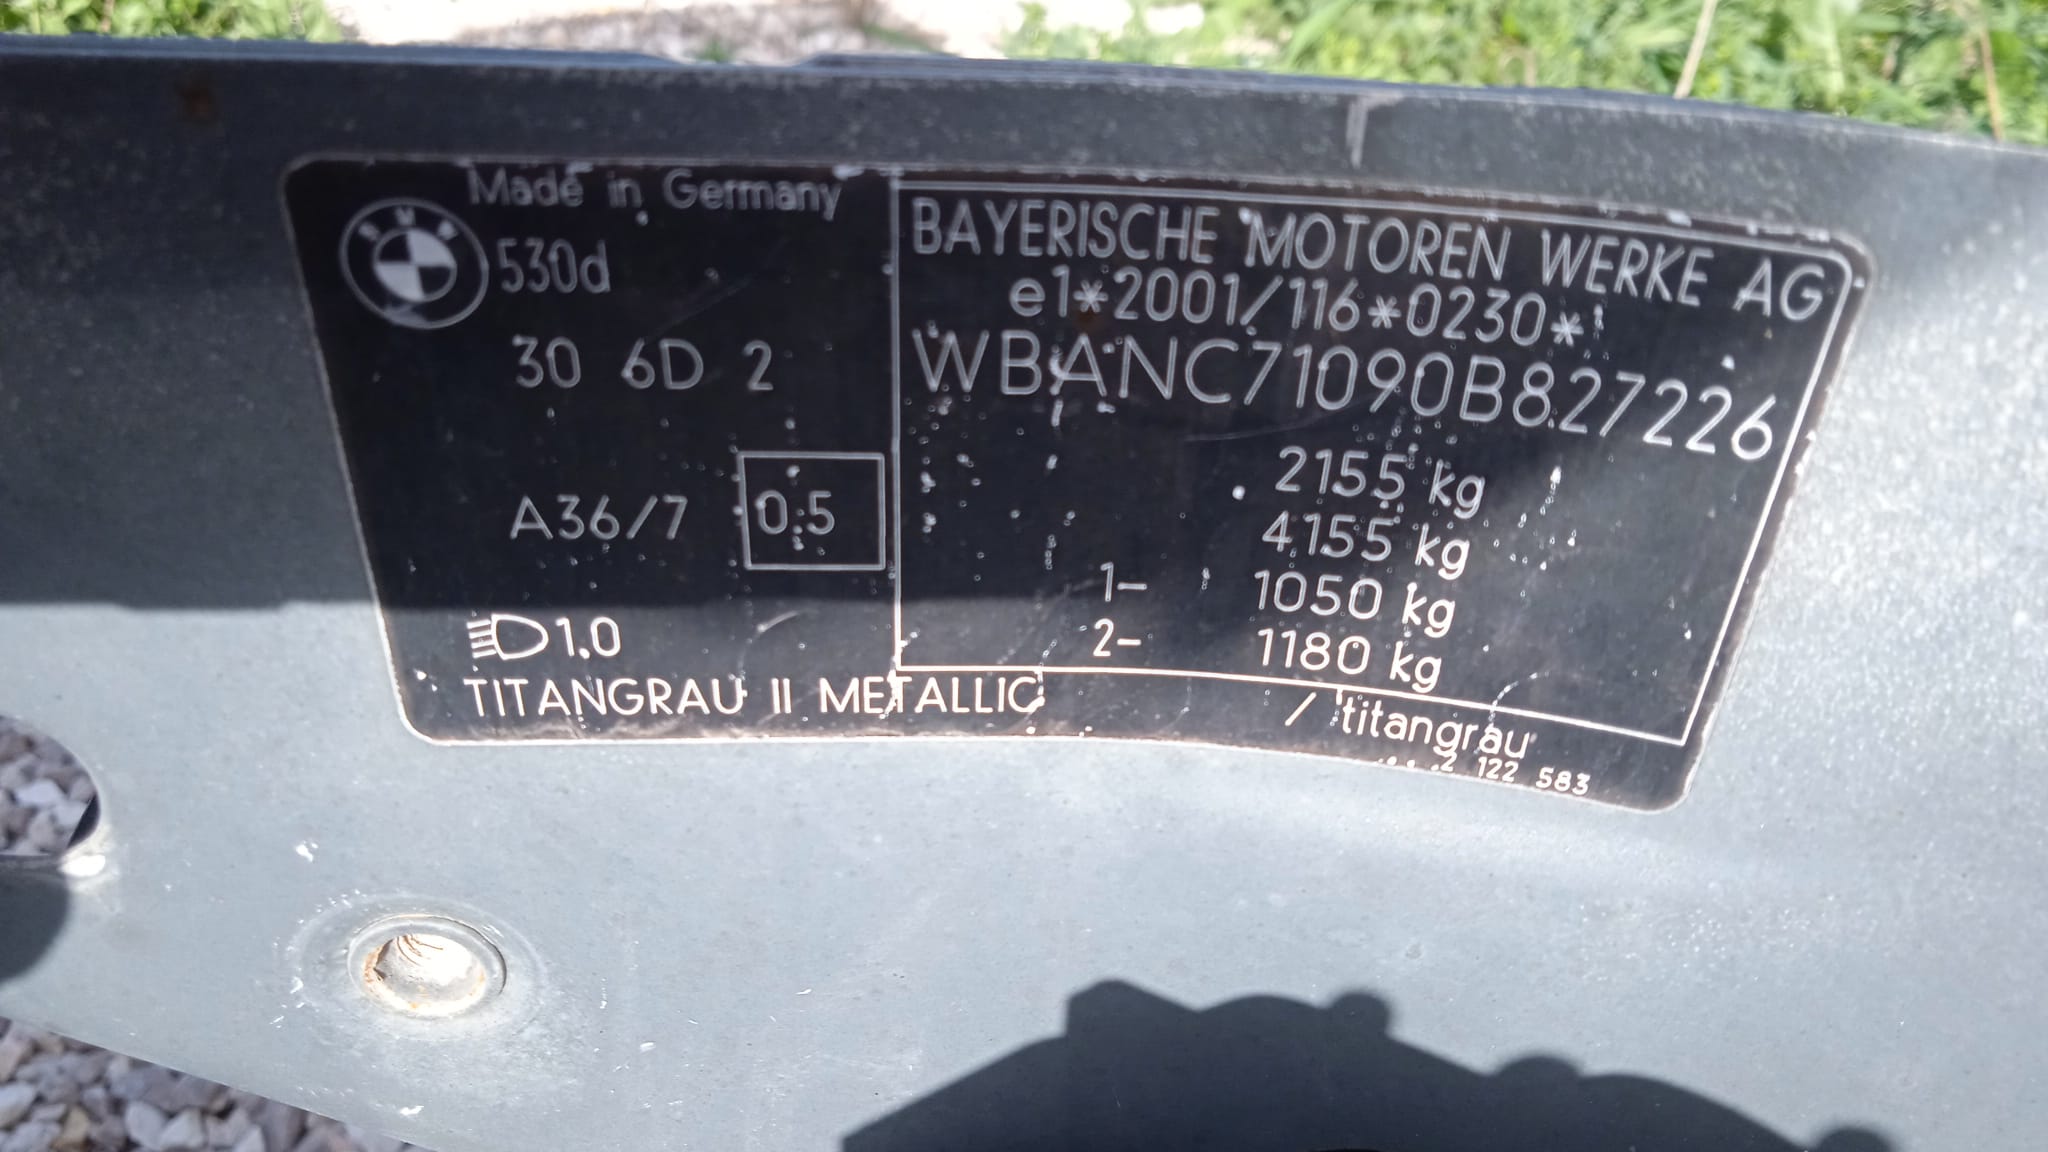 Made in Germany
BMW
530d
30 6D 2
A36/7 0.5
1.0
TITANGRAU II METALLIC / titangrau
BAYERISCHE MOTOREN WERKE AG
e1*2001/116*0230*
WBANC71090B827226
2155 kg
4155 kg
1- 1050 kg
2- 1180 kg
2 122 583